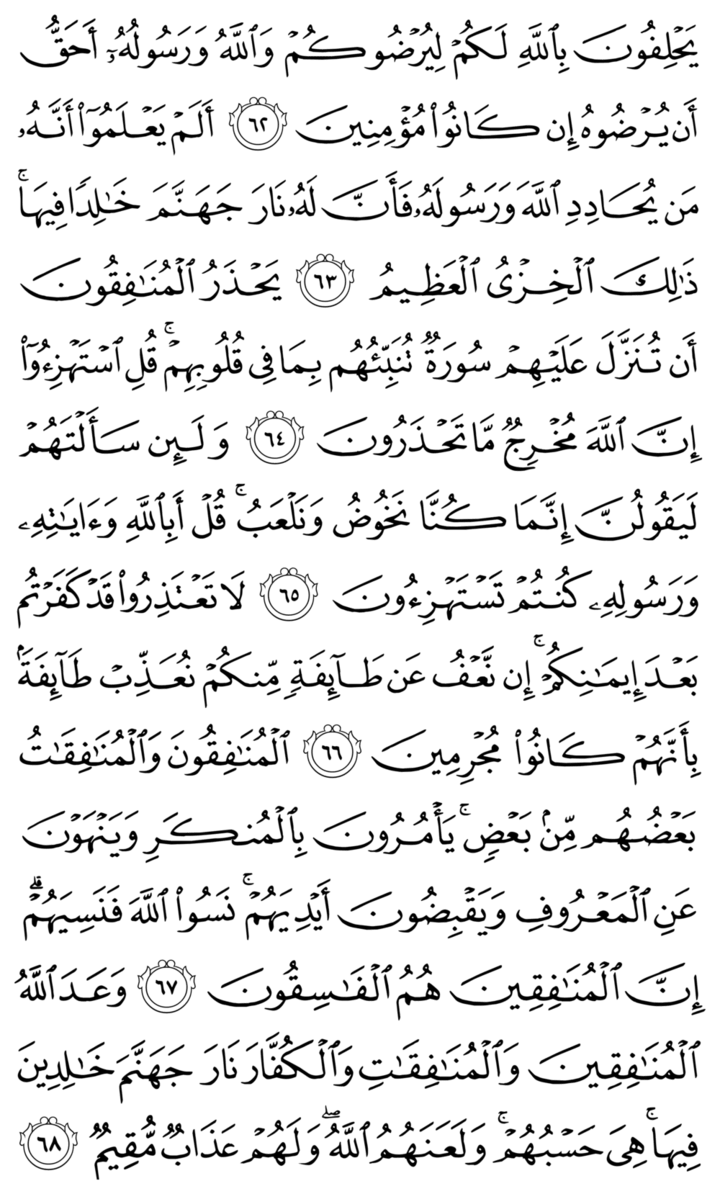 يَحۡلِفُونَ بِٱللَّهِ لَكُمۡ لِيُرۡضُوكُمۡ وَٱللَّهُ وَرَسُولُهُۥٓ أَحَقُّ
أَن يُرۡضُوهُ إِن كَانُواْ مُؤۡمِنِينَ ٦٢ أَلَمۡ يَعۡلَمُوٓاْ أَنَّهُۥ
مَن يُحَادِدِ ٱللَّهَ وَرَسُولَهُۥ فَأَنَّ لَهُۥ نَارَ جَهَنَّمَ خَٰلِدٗا فِيهَاۚ
ذَٰلِكَ ٱلۡخِزۡيُ ٱلۡعَظِيمُ ٦٣ يَحۡذَرُ ٱلۡمُنَٰفِقُونَ
أَن تُنَزَّلَ عَلَيۡهِمۡ سُورَةٞ تُنَبِّئُهُم بِمَا فِي قُلُوبِهِمۡۚ قُلِ ٱسۡتَهۡزِءُوٓاْ
إِنَّ ٱللَّهَ مُخۡرِجٞ مَّا تَحۡذَرُونَ ٦٤ وَلَئِن سَأَلۡتَهُمۡ
لَيَقُولُنَّ إِنَّمَا كُنَّا نَخُوضُ وَنَلۡعَبُۚ قُلۡ أَبِٱللَّهِ وَءَايَٰتِهِۦ
وَرَسُولِهِۦ كُنتُمۡ تَسۡتَهۡزِءُونَ ٦٥ لَا تَعۡتَذِرُواْ قَدۡ كَفَرۡتُم
بَعۡدَ إِيمَٰنِكُمۡۚ إِن نَّعۡفُ عَن طَآئِفَةٖ مِّنكُمۡ نُعَذِّبۡ طَآئِفَةَۢ
بِأَنَّهُمۡ كَانُواْ مُجۡرِمِينَ ٦٦ ٱلۡمُنَٰفِقُونَ وَٱلۡمُنَٰفِقَٰتُ
بَعۡضُهُم مِّنۢ بَعۡضٖۚ يَأۡمُرُونَ بِٱلۡمُنكَرِ وَيَنۡهَوۡنَ
عَنِ ٱلۡمَعۡرُوفِ وَيَقۡبِضُونَ أَيۡدِيَهُمۡۚ نَسُواْ ٱللَّهَ فَنَسِيَهُمۡۗ
إِنَّ ٱلۡمُنَٰفِقِينَ هُمُ ٱلۡفَٰسِقُونَ ٦٧ وَعَدَ ٱللَّهُ
ٱلۡمُنَٰفِقِينَ وَٱلۡمُنَٰفِقَٰتِ وَٱلۡكُفَّارَ نَارَ جَهَنَّمَ خَٰلِدِينَ
فِيهَاۚ هِيَ حَسۡبُهُمۡۚ وَلَعَنَهُمُ ٱللَّهُۖ وَلَهُمۡ عَذَابٞ مُّقِيمٞ ٦٨